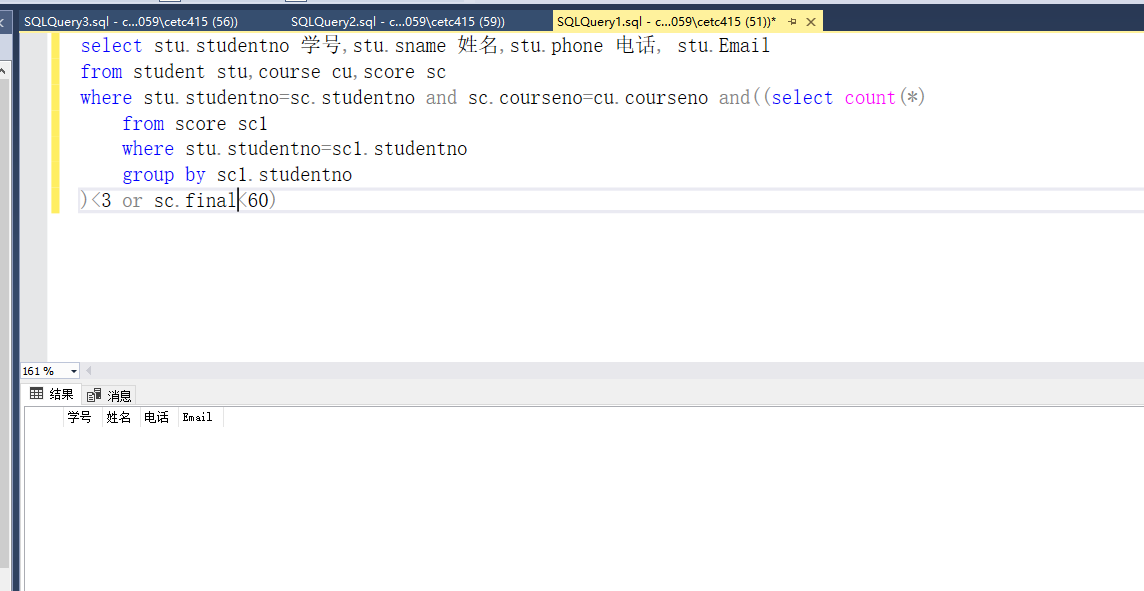 SQLQuery3.sql - c...059\cetc415 (56)) SQLQuery2.sql - c...059\cetc415 (59)) SQLQuery1.sql - c...059\cetc415 (51))*
select stu.studentno 学号,stu.sname 姓名,stu.phone 电话, stu.Email
from student stu,course cu,score sc
where stu.studentno=sc.studentno and sc.courseno=cu.courseno and((select count(*)
from score sc1
where stu.studentno=sc1.studentno
group by sc1.studentno
)<3 or sc.final<60)
161 %
结果 消息
学号 姓名 电话 Email